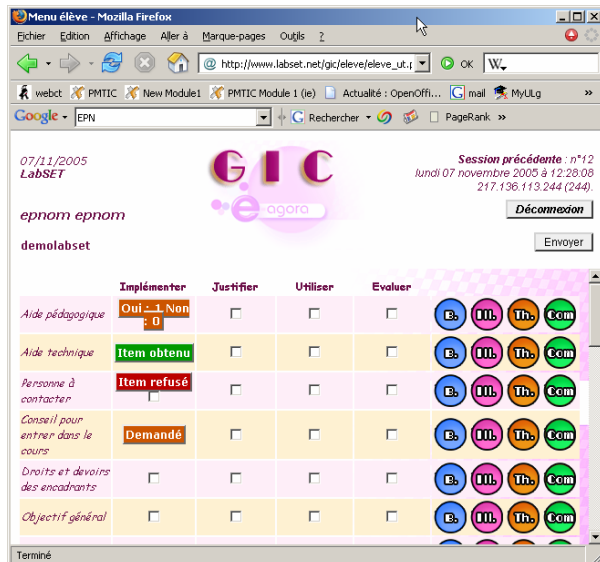 Menu élève - Mozilla Firefox
Fichier Edition Affichage Aller à Marque-pages Outils ?
http://www.labset.net/gic/eleve/eleve_ut.p OK W.
webct PMTIC New Module1 PMTIC Module 1 (ie) Actualité : OpenOffi... mail MyULg »
Google EPN Rechercher PageRank »
07/11/2005
LabSET
GIC
e agora
Session précédente : n°12
lundi 07 novembre 2005 à 12:28:08
217.136.113.244 (244).
epnom epnom
Déconnexion
demolabset
Envoyer
Implémenter Justifier Utiliser Evaluer
Aide pédagogique Oui : 1 Non : 0 B. Ill. Th. Com
Aide technique Item obtenu B. Ill. Th. Com
Personne à contacter Item refusé B. Ill. Th. Com
Conseil pour entrer dans le cours Demandé B. Ill. Th. Com
Droits et devoirs des encadrants B. Ill. Th. Com
Objectif général B. Ill. Th. Com
Terminé